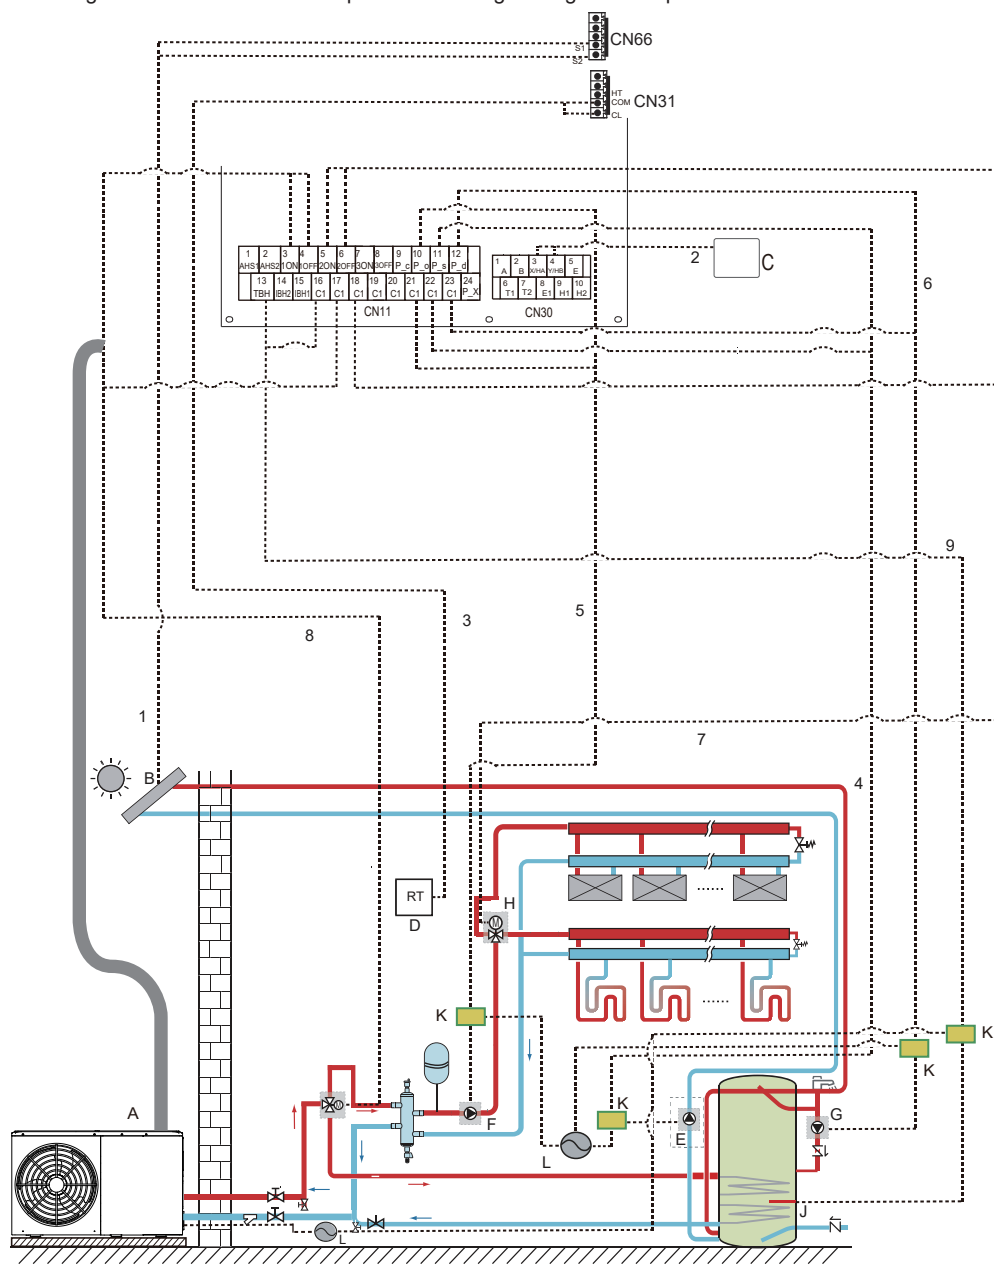 CN66
S1
S2
HT
COM
CL
CN31
1 2 3 4 5 6 7 8 9 10 11 12
AHS1 AHS2 1ON 1OFF 2ON 2OFF 3ON 3OFF P_c P_o P_s P_d
13 14 15 16 17 18 19 20 21 22 23 24
TBH IBH2 IBH1 C1 C1 C1 C1 C1 C1 C1 C1 P_X
CN11
1 2 3 4 5
A B X/HA Y/HB E
6 7 8 9 10
T1 T2 E1 H1 H2
CN30
2
C
6
9
8
3
5
1
7
B
4
RT
D
H
M
K
K
K
A
M
F
K
G
E
L
J
L